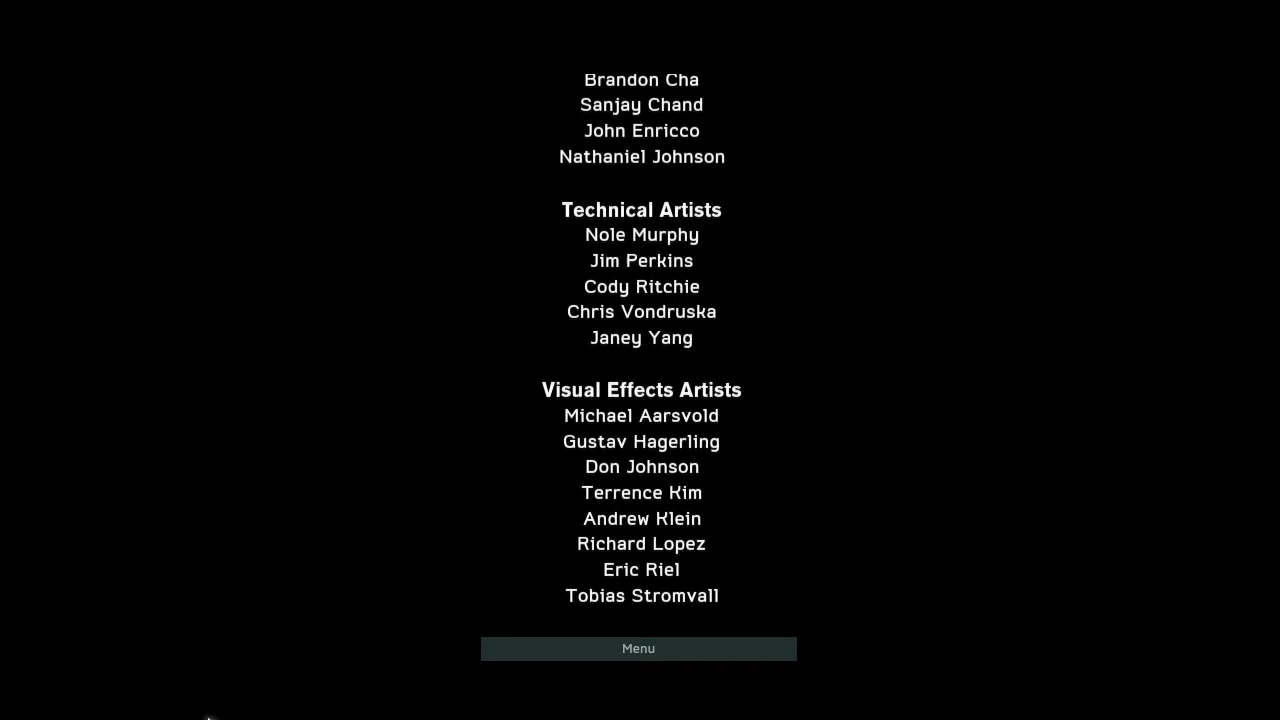 Brandon Cha
Sanjay Chand
John Enricco
Nathaniel Johnson
Technical Artists
Nole Murphy
Jim Perkins
Cody Ritchie
Chris Vondruska
Janey Yang
Visual Effects Artists
Michael Aarsvold
Gustav Hagerling
Don Johnson
Terrence Kim
Andrew Klein
Richard Lopez
Eric Riel
Tobias Stromvall
Menu